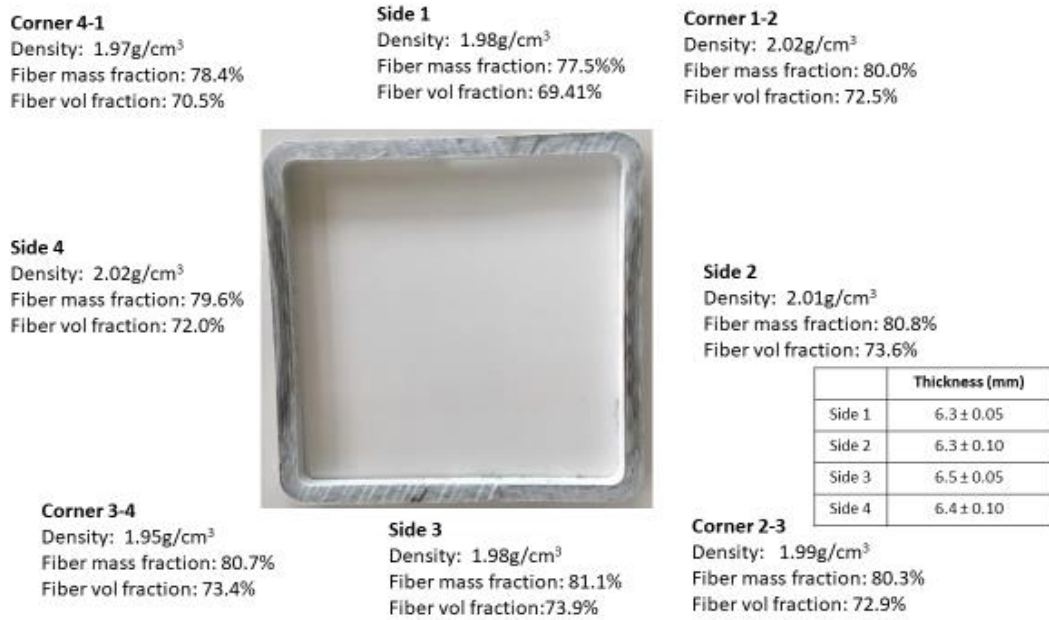 Corner 4-1
Density: 1.97g/cm³
Fiber mass fraction: 78.4%
Fiber vol fraction: 70.5%
Side 1
Density: 1.98g/cm³
Fiber mass fraction: 77.5%%
Fiber vol fraction: 69.41%
Corner 1-2
Density: 2.02g/cm³
Fiber mass fraction: 80.0%
Fiber vol fraction: 72.5%
Side 4
Density: 2.02g/cm³
Fiber mass fraction: 79.6%
Fiber vol fraction: 72.0%
Side 2
Density: 2.01g/cm³
Fiber mass fraction: 80.8%
Fiber vol fraction: 73.6%
Thickness (mm)
Side 1 6.3 ± 0.05
Side 2 6.3 ± 0.10
Side 3 6.5 ± 0.05
Side 4 6.4 ± 0.10
Corner 3-4
Density: 1.95g/cm³
Fiber mass fraction: 80.7%
Fiber vol fraction: 73.4%
Side 3
Density: 1.98g/cm³
Fiber mass fraction: 81.1%
Fiber vol fraction:73.9%
Corner 2-3
Density: 1.99g/cm³
Fiber mass fraction: 80.3%
Fiber vol fraction: 72.9%